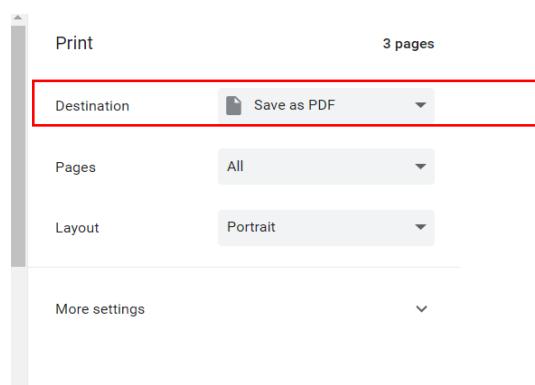 Print 3 pages
Destination Save as PDF
Pages All
Layout Portrait
More settings